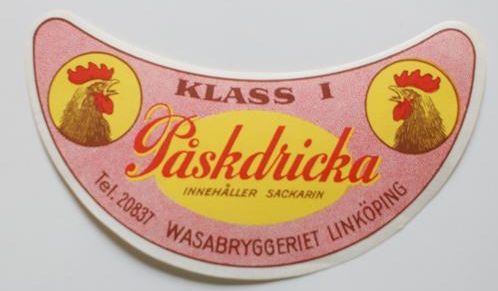 KLASS I
Påskdricka
INNEHÅLLER SACKARIN
Tel. 20837 WASABRYGGERIET LINKÖPING